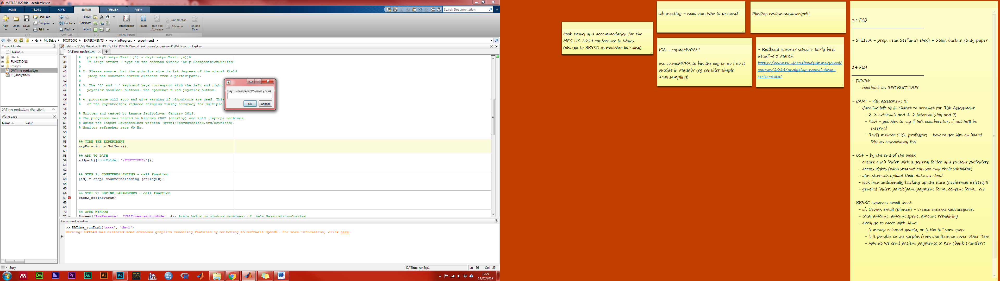 MATLAB R2016a - academic use
HOME PLOTS APPS EDITOR PUBLISH VIEW
Search Documentation
New Open Save
Find Files
Compare
Print
Go To
Find
Insert
Comment
Indent
Breakpoints
Pause
Run and Advance
Run Section
Advance
Run and Time
FILE NAVIGATE EDIT BREAKPOINTS RUN
G: My Drive _POSTDOC _EXPERIMENTS work_inProgress experiment1
Current Folder
Name
DATA
FUNCTIONS
images
DATime_runExp1.m
PF_analysis.m
DATime_runExp1.m (Function)
Workspace
Name Value
Editor - G:\My Drive\_POSTDOC\_EXPERIMENTS\work_inProgress\experiment1\DATime_runExp1.m
DATime_runExp1.m
37 % plot(day2.outputTest(:,1) - day2.outputTest(:,4))%
38 % If large offset - type in the command window 'help BeampositionQueries'
39 %
40 % 2. Please ensure that the stimulus size is 2-4 degrees of the visual field
41 % (keep the constant screen distance from a participant).
42 %
43 % 3. The '0' and '.' keyboard keys correspond with the left and right
44 % joystick shoulder buttons. The spacebar = red joystick button.
45 %
46 % 4. programme will stop and give warning if >1monitors are used. This
47 % of the Psychtoolbox reduced stimulus timing accuracy for multiple
48
49 % Written and tested by Renata Sadibolova, January 2019.
50 % The programme was tested on Windows 2007 (desktop) and 2010 (laptop) machines,
51 % using the latest Psychtoolbox version (http://psychtoolbox.org/download).
52 % Monitor refresher rate 60 Hz.
53
54
55 %% TIME THE EXPERIMENT
56 expDuration = GetSecs();
57
58 %% ADD TO PATH
59 addpath([rootFolder '\FUNCTIONS\']);
60
61
62 %% STEP 1: COUNTERBALANCING - call function
63 [id] = step1_counterbalancing (stringID);
64
65
66 %% STEP 2: DEFINE PARAMETERS - call function
67 step2_defineParam;
68
69
70 %% OPEN WINDOW
71 Screen('Preference', 'VBLTimestampingMode', 4); %this helps on windows machines; cf. help BeampositionQueries
Day 1 - new patient? (enter y or n)
OK Cancel
Command Window
>> DATime_runExp1('xxxx', 'day1')
Warning: MATLAB has disabled some advanced graphics rendering features by switching to software OpenGL. For more information, click here.
fx
Busy
DATime_runExp1 Ln 56 Col 25
Dw Pr Au Ai Ps DS R W
12:27
14/02/2019
book travel and accommodation for the
MEG UK 2019 conference in Wales
(charge to BBSRC as machine learning)
lab meeting - next one, who to present!
PlosOne review manuscript!!!
ISA - cosmoMVPA!!!
use cosmoMVPA to bin the eeg or do I do it
outside in Matlab? (eg consider simple
downsampling).
- Radboud summer school ? Early bird
deadline 1 March.
https://www.ru.nl/radboudsummerschool/
courses/2019/analyzing-neural-time-
series-data/
13 FEB
- STELLA - prep: read Steliana's thesis + Stella backup study paper
14 FEB
- DEVIN:
- feedback on INSTRUCTIONS
- CAMI - risk assessment !!!
- Caroline left us in charge to arrange for Risk Assessment
- 2-3 externals and 1-2 internal (Joy and ?)
- Ravi - get him to say if he's collaborator, if not he'll be
external
- Ravi's mentor (UCL professor) - how to get him on board.
Discuss consultancy fee
- OSF - by the end of the week
- create a lab folder with a general folder and student subfolders
- access rights (each student can see only their subfolder)
- aim: students upload their data on cloud
- look into additionally backing up the data (accidental deletes)!!!
- general folder: participant payment form, consent form... etc
- BBSRC expenses excell sheet
- cf. Devin's email (pinned) - create expense subcategories
- total amount, amount spent, amount remaining
- arrange to meet with Jane:
- is money released yearly, or is the full sum open
- is it possible to use surplas from one item to cover other item
- how do we send patient payments to Ken (bank transfer?)